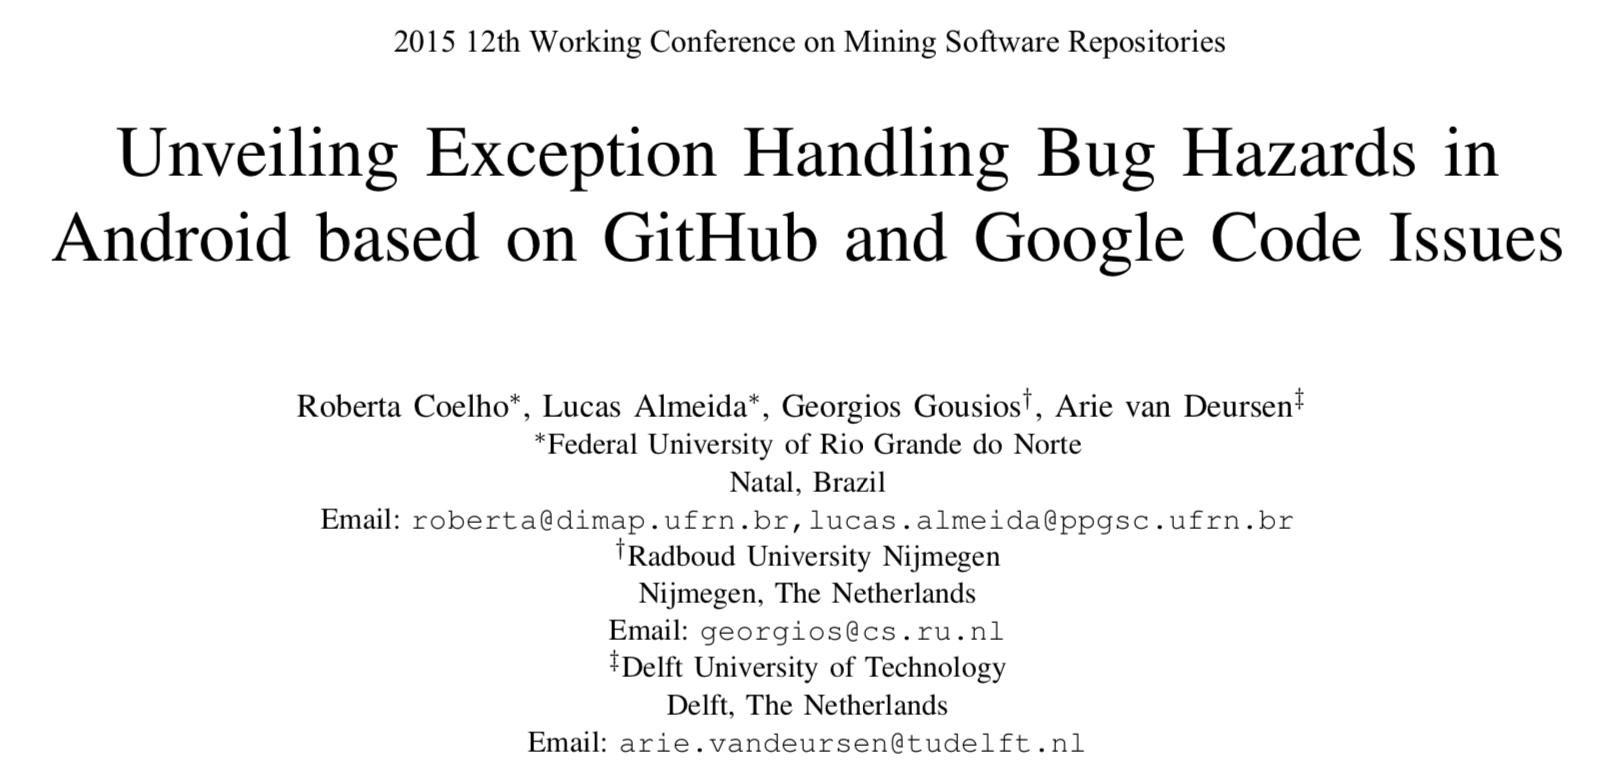 2015 12th Working Conference on Mining Software Repositories
Unveiling Exception Handling Bug Hazards in
Android based on GitHub and Google Code Issues
Roberta Coelho*, Lucas Almeida*, Georgios Gousios†, Arie van Deursen‡
*Federal University of Rio Grande do Norte
Natal, Brazil
Email: roberta@dimap.ufrn.br,lucas.almeida@ppgsc.ufrn.br
†Radboud University Nijmegen
Nijmegen, The Netherlands
Email: georgios@cs.ru.nl
‡Delft University of Technology
Delft, The Netherlands
Email: arie.vandeursen@tudelft.nl